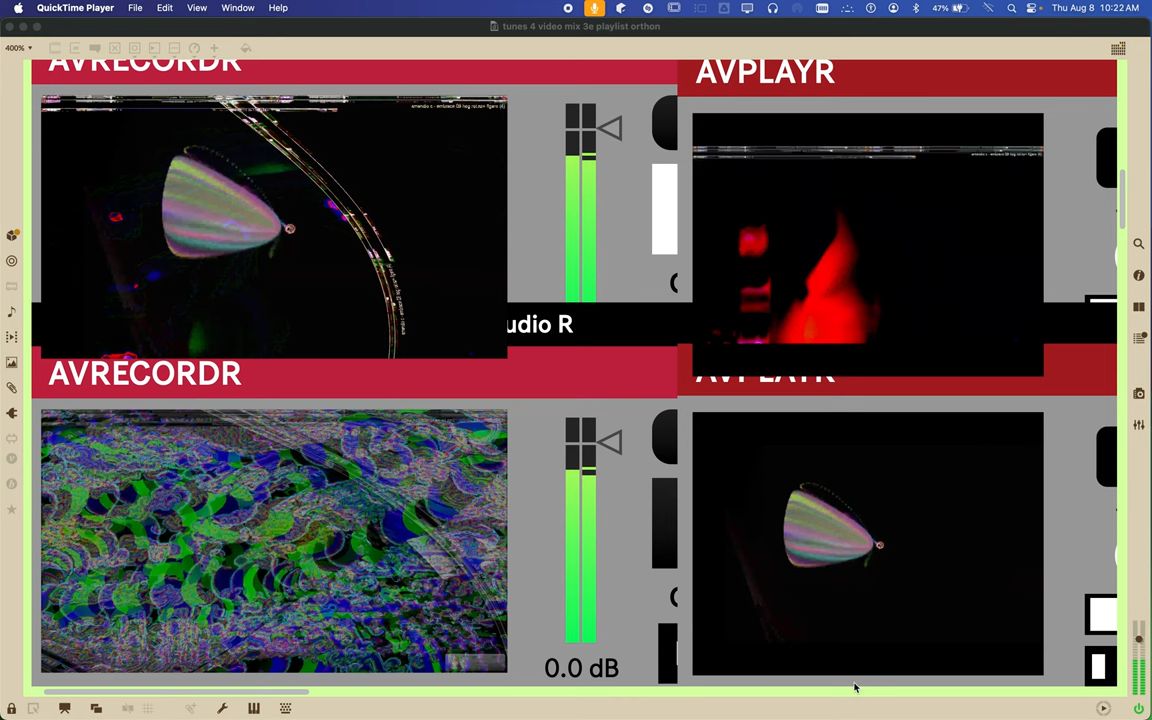 QuickTime Player File Edit View Window Help
47%
Thu Aug 8 10:22 AM
tunes 4 video mix 3e playlist orthon
400%
AVRECORDR
AVPLAYR
udio R
AVRECORDR
AVPLAYR
0.0 dB